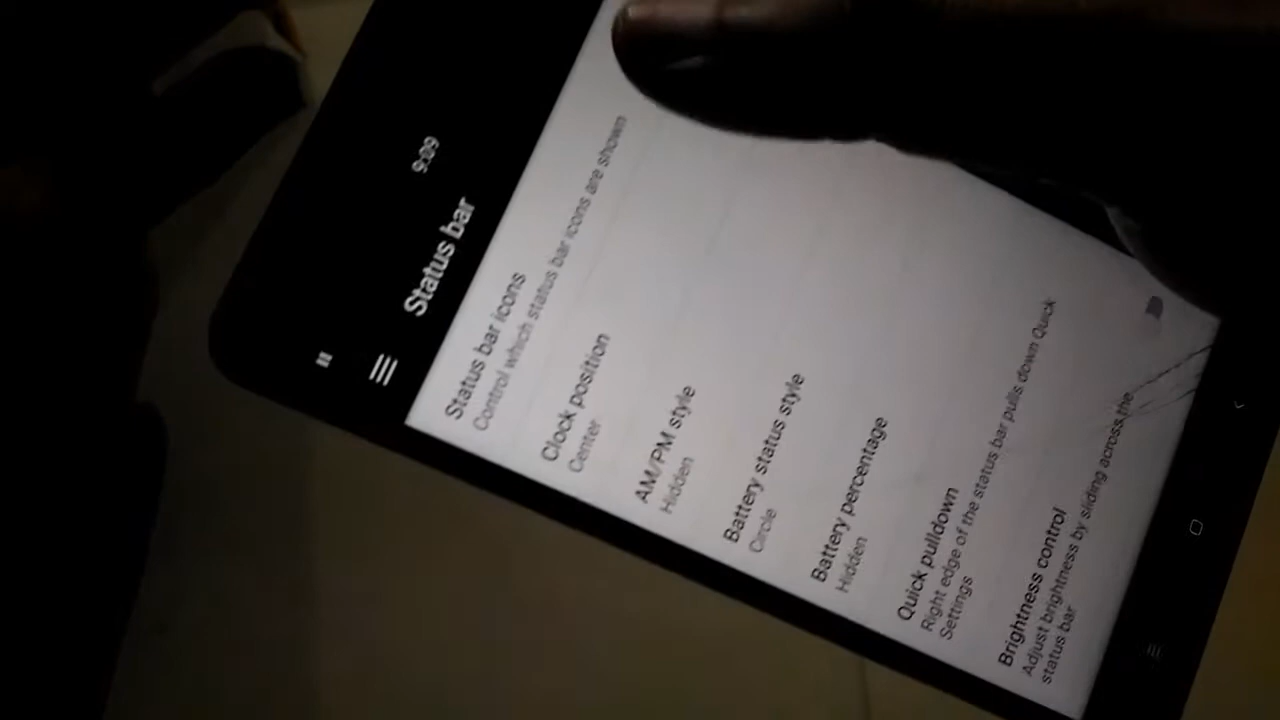 9:09
Status bar
Status bar icons
Control which status bar icons are shown
Clock position
Center
AM/PM style
Hidden
Battery status style
Circle
Battery percentage
Hidden
Quick pulldown
Right edge of the status bar pulls down Quick
Settings
Brightness control
Adjust brightness by sliding across the
status bar